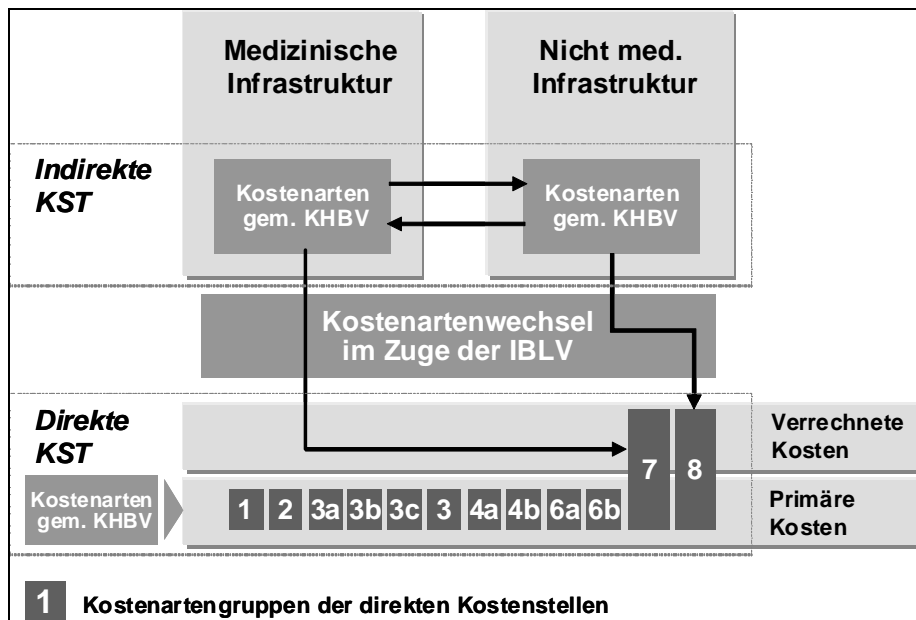 Medizinische
Infrastruktur
Nicht med.
Infrastruktur
Indirekte
KST
Kostenarten
gem. KHBV
Kostenarten
gem. KHBV
Kostenartenwechsel
im Zuge der IBLV
Direkte
KST
Verrechnete
Kosten
7 8
Kostenarten
gem. KHBV
1 2 3a 3b 3c 3 4a 4b 6a 6b
Primäre
Kosten
1 Kostenartengruppen der direkten Kostenstellen